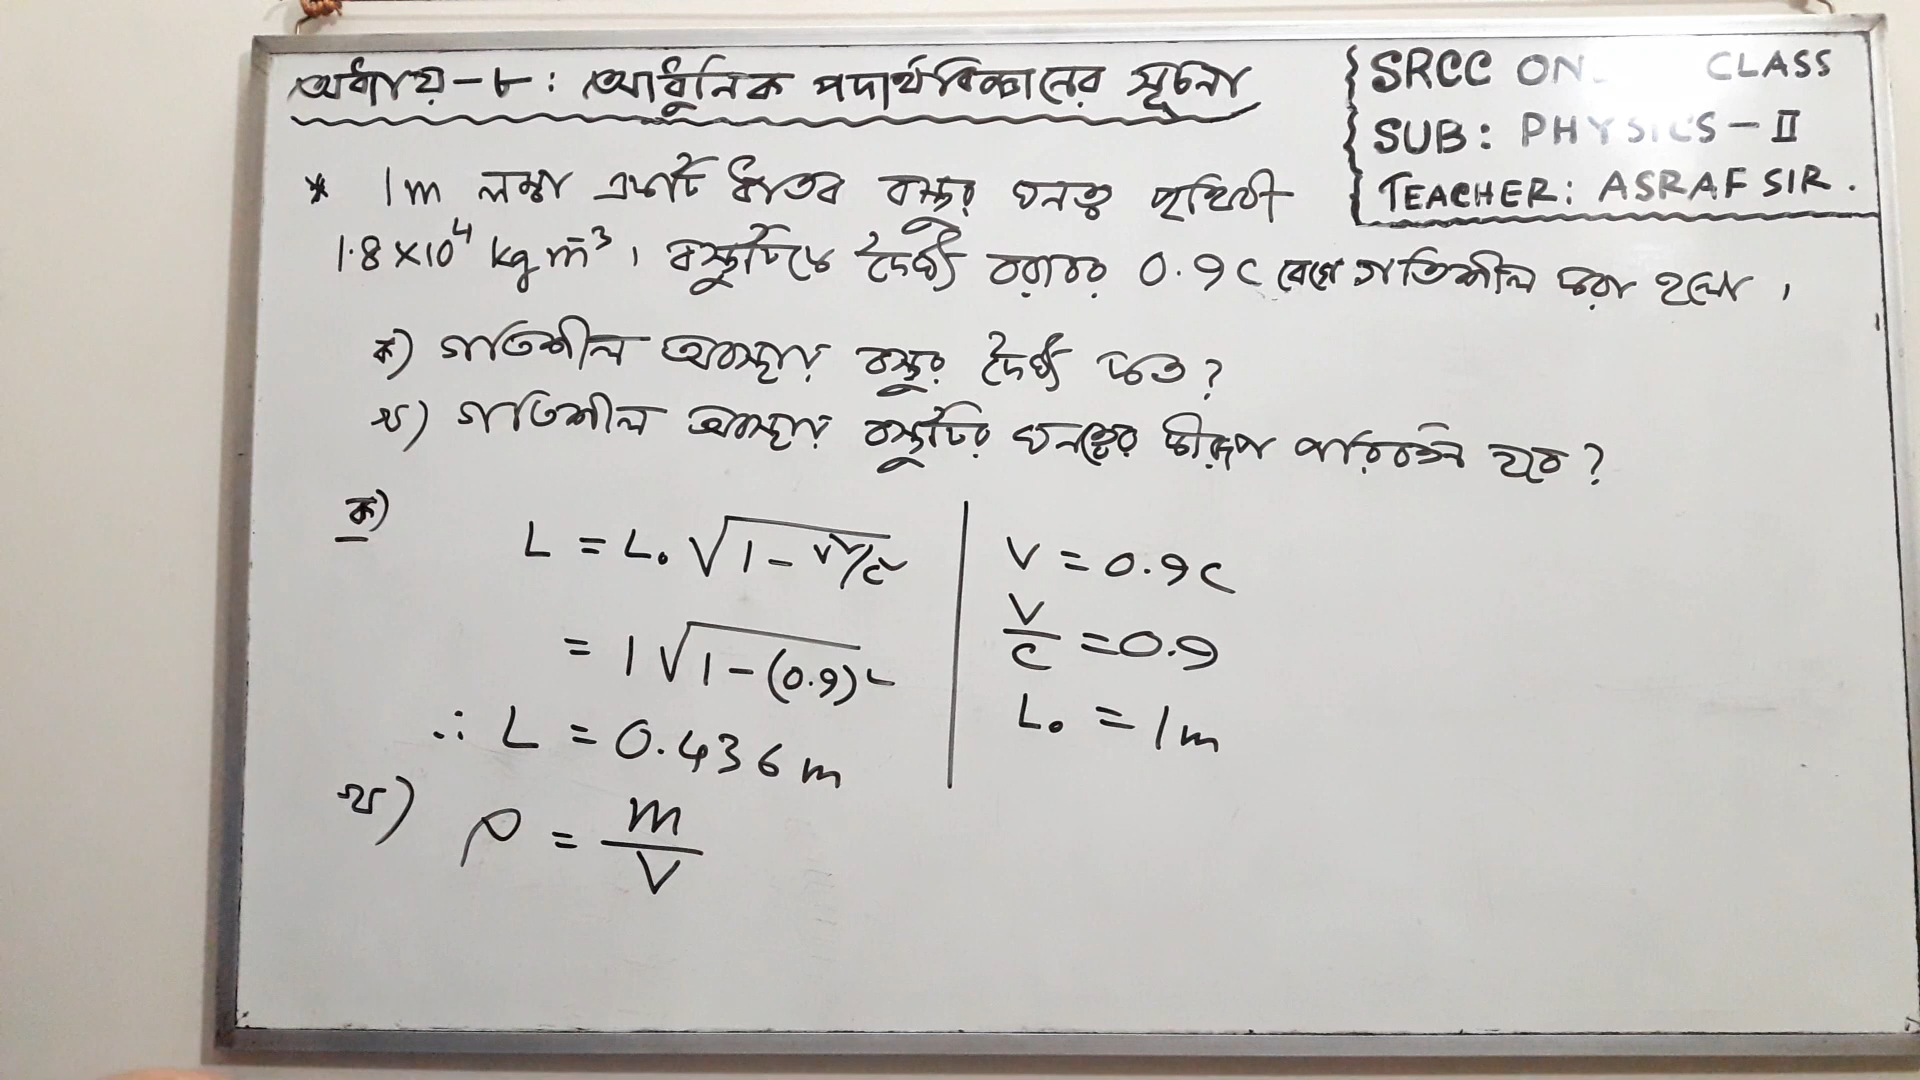 অধ্যায়-৮: আধুনিক পদার্থবিজ্ঞানের সূচনা
SRCC ON CLASS
SUB: PHYSICS-II
TEACHER: ASRAF SIR.
* 1m লম্বা একটি ধাতব বস্তুর ঘনত্ব পৃথিবী
1.8×10⁴ kg m⁻³। বস্তুটিকে দৈর্ঘ্য বরাবর 0.9c বেগে গতিশীল করা হলো।
ক) গতিশীল অবস্থায় বস্তুর দৈর্ঘ্য কত?
খ) গতিশীল অবস্থায় বস্তুটির ঘনত্বের কীরূপ পরিবর্তন হবে?
ক)
L = L₀ √1 - v²/c²
= 1 √1-(0.9)²
∴ L = 0.436 m
V = 0.9c
V/c = 0.9
L₀ = 1m
খ) ρ = m/V